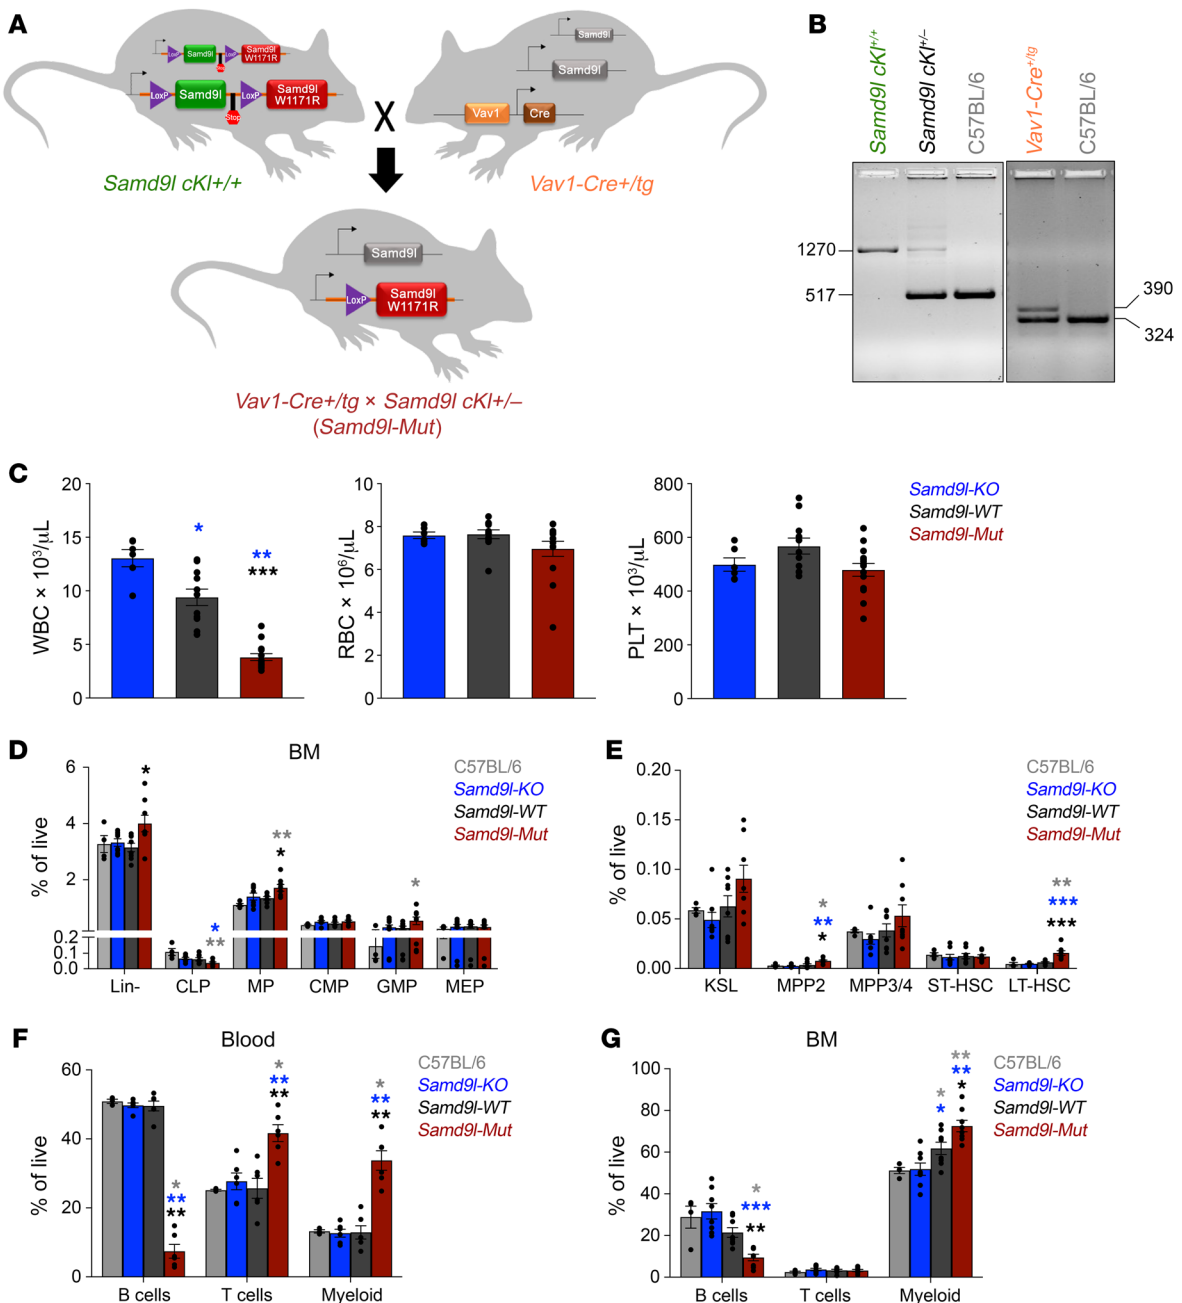 A
Samd9l
Samd9l
W1171R
LoxP
Samd9l
LoxP
Samd9l
W1171R
Stop
Samd9l cKI+/+
X
Samd9l
Samd9l
Vav1
Cre
Vav1-Cre+/tg
Samd9l
LoxP
Samd9l
W1171R
Vav1-Cre+/tg × Samd9l cKI+/–
(Samd9l-Mut)
B
Samd9l cKI+/+
Samd9l cKI+/–
C57BL/6
Vav1-Cre+/tg
C57BL/6
1270
517
390
324
C
WBC × 10³/µL
20
15
10
5
0
*
**
***
RBC × 10⁶/µL
10
8
6
4
2
0
PLT × 10³/µL
800
600
400
200
0
Samd9l-KO
Samd9l-WT
Samd9l-Mut
D
BM
% of live
6
4
2
0.2
0.1
0.0
*
*
**
**
*
*
Lin-
CLP
MP
CMP
GMP
MEP
C57BL/6
Samd9l-KO
Samd9l-WT
Samd9l-Mut
E
% of live
0.20
0.15
0.10
0.05
0.00
*
**
*
**
***
***
KSL
MPP2
MPP3/4
ST-HSC
LT-HSC
C57BL/6
Samd9l-KO
Samd9l-WT
Samd9l-Mut
F
Blood
% of live
60
40
20
0
*
**
**
*
**
**
*
**
**
B cells
T cells
Myeloid
C57BL/6
Samd9l-KO
Samd9l-WT
Samd9l-Mut
G
BM
% of live
100
80
60
40
20
0
*
***
**
*
*
**
**
*
B cells
T cells
Myeloid
C57BL/6
Samd9l-KO
Samd9l-WT
Samd9l-Mut